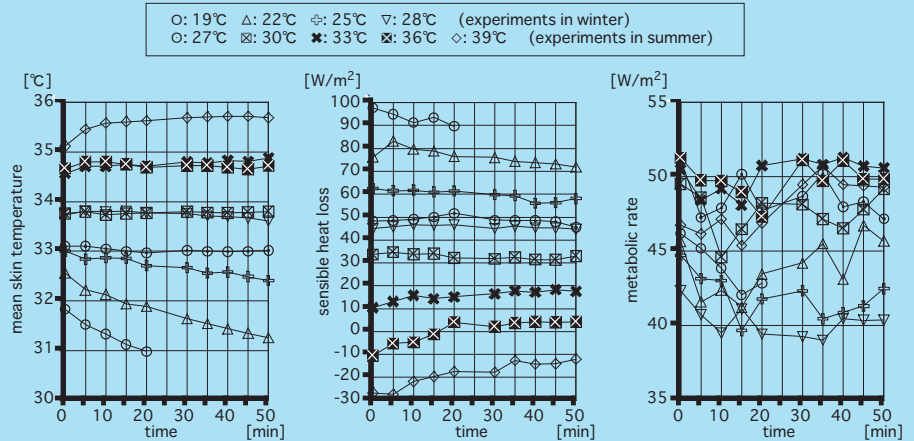 O: 19℃ △: 22℃ ✚: 25℃ ▽: 28℃ (experiments in winter)
O: 27℃ ⊠: 30℃ ✖: 33℃ ⊠: 36℃ ◇: 39℃ (experiments in summer)
[℃] [W/m²] [W/m²]
36
35
34
33
32
31
30
mean skin temperature
0 10 20 30 40 50
time [min]
100
90
80
70
60
50
40
30
20
10
0
-10
-20
-30
sensible heat loss
0 10 20 30 40 50
time [min]
55
50
45
40
35
metabolic rate
0 10 20 30 40 50
time [min]